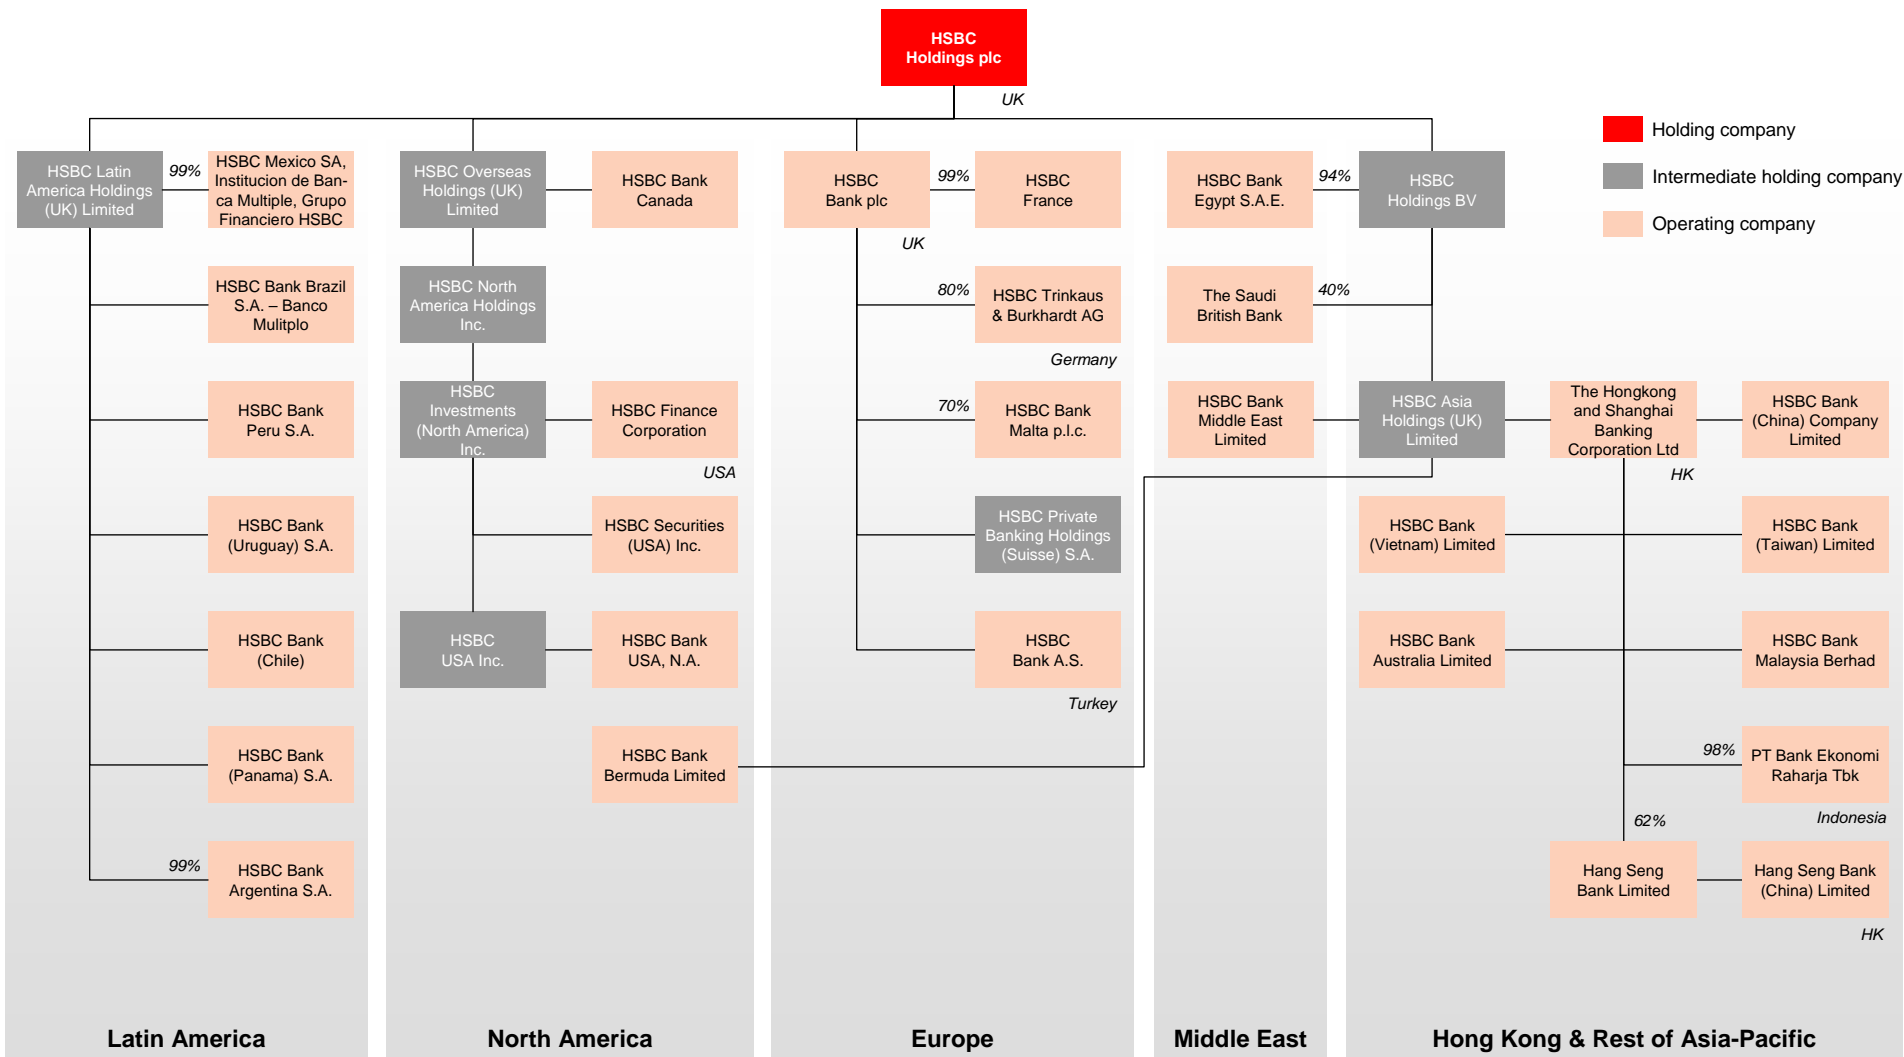 HSBC
Holdings plc
UK
Holding company
Intermediate holding company
Operating company
HSBC Latin
America Holdings
(UK) Limited
99%
HSBC Mexico SA,
Institucion de Ban-
ca Multiple, Grupo
Financiero HSBC
HSBC Bank Brazil
S.A. – Banco
Mulitplo
HSBC Bank
Peru S.A.
HSBC Bank
(Uruguay) S.A.
HSBC Bank
(Chile)
HSBC Bank
(Panama) S.A.
99%
HSBC Bank
Argentina S.A.
Latin America
HSBC Overseas
Holdings (UK)
Limited
HSBC Bank
Canada
HSBC North
America Holdings
Inc.
HSBC
Investments
(North America)
Inc.
HSBC Finance
Corporation
USA
HSBC Securities
(USA) Inc.
HSBC
USA Inc.
HSBC Bank
USA, N.A.
HSBC Bank
Bermuda Limited
North America
HSBC
Bank plc
UK
99%
HSBC
France
80%
HSBC Trinkaus
& Burkhardt AG
Germany
70%
HSBC Bank
Malta p.l.c.
HSBC Private
Banking Holdings
(Suisse) S.A.
HSBC
Bank A.S.
Turkey
Europe
HSBC Bank
Egypt S.A.E.
94%
The Saudi
British Bank
40%
HSBC Bank
Middle East
Limited
Middle East
HSBC
Holdings BV
HSBC Asia
Holdings (UK)
Limited
The Hongkong
and Shanghai
Banking
Corporation Ltd
HK
HSBC Bank
(China) Company
Limited
HSBC Bank
(Vietnam) Limited
HSBC Bank
(Taiwan) Limited
HSBC Bank
Australia Limited
HSBC Bank
Malaysia Berhad
98%
PT Bank Ekonomi
Raharja Tbk
Indonesia
62%
Hang Seng
Bank Limited
Hang Seng Bank
(China) Limited
HK
Hong Kong & Rest of Asia-Pacific